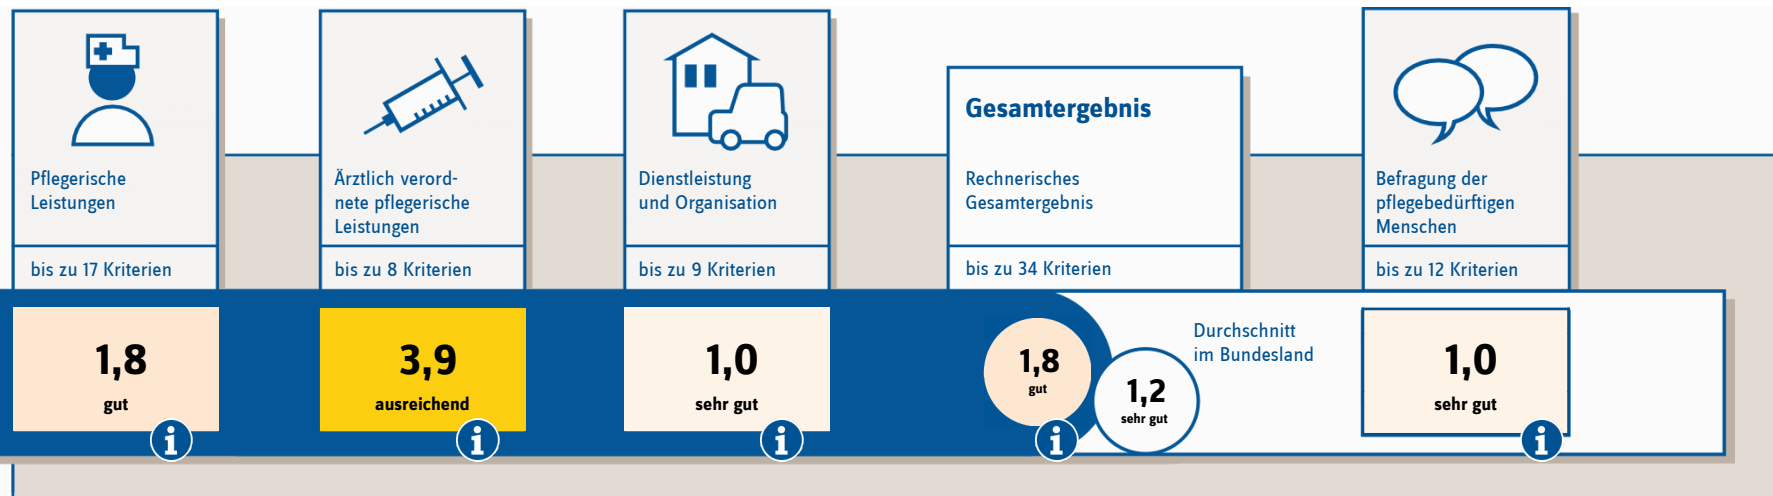 Pflegerische
Leistungen
bis zu 17 Kriterien
1,8
gut
i
Ärztlich verord-
nete pflegerische
Leistungen
bis zu 8 Kriterien
3,9
ausreichend
i
Dienstleistung
und Organisation
bis zu 9 Kriterien
1,0
sehr gut
i
Gesamtergebnis
Rechnerisches
Gesamtergebnis
bis zu 34 Kriterien
1,8
gut
i
1,2
sehr gut
Durchschnitt
im Bundesland
Befragung der
pflegebedürftigen
Menschen
bis zu 12 Kriterien
1,0
sehr gut
i